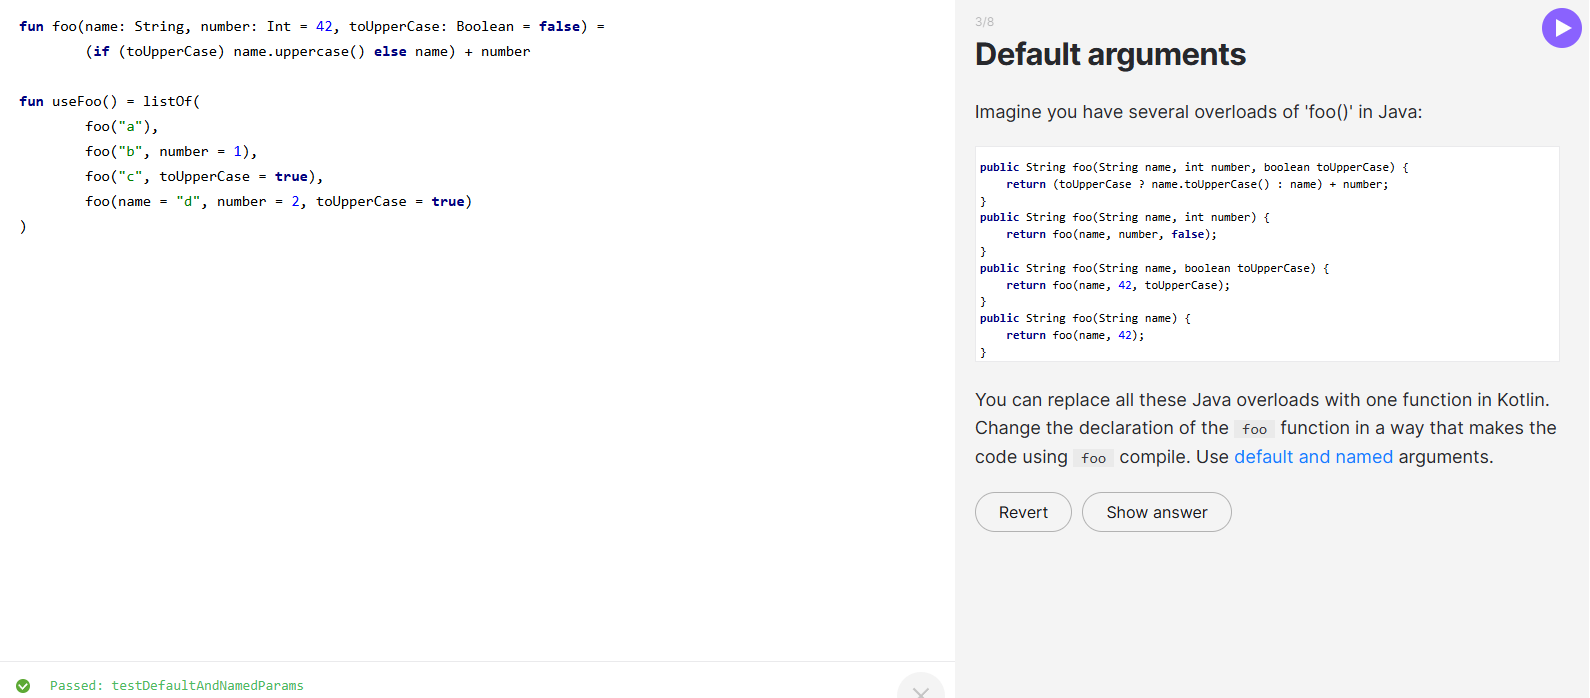 fun foo(name: String, number: Int = 42, toUpperCase: Boolean = false) =
        (if (toUpperCase) name.uppercase() else name) + number

fun useFoo() = listOf(
        foo("a"),
        foo("b", number = 1),
        foo("c", toUpperCase = true),
        foo(name = "d", number = 2, toUpperCase = true)
)
Passed: testDefaultAndNamedParams
3/8
Default arguments
Imagine you have several overloads of 'foo()' in Java:
public String foo(String name, int number, boolean toUpperCase) {
    return (toUpperCase ? name.toUpperCase() : name) + number;
}
public String foo(String name, int number) {
    return foo(name, number, false);
}
public String foo(String name, boolean toUpperCase) {
    return foo(name, 42, toUpperCase);
}
public String foo(String name) {
    return foo(name, 42);
}
You can replace all these Java overloads with one function in Kotlin.
Change the declaration of the foo function in a way that makes the
code using foo compile. Use default and named arguments.
Revert
Show answer